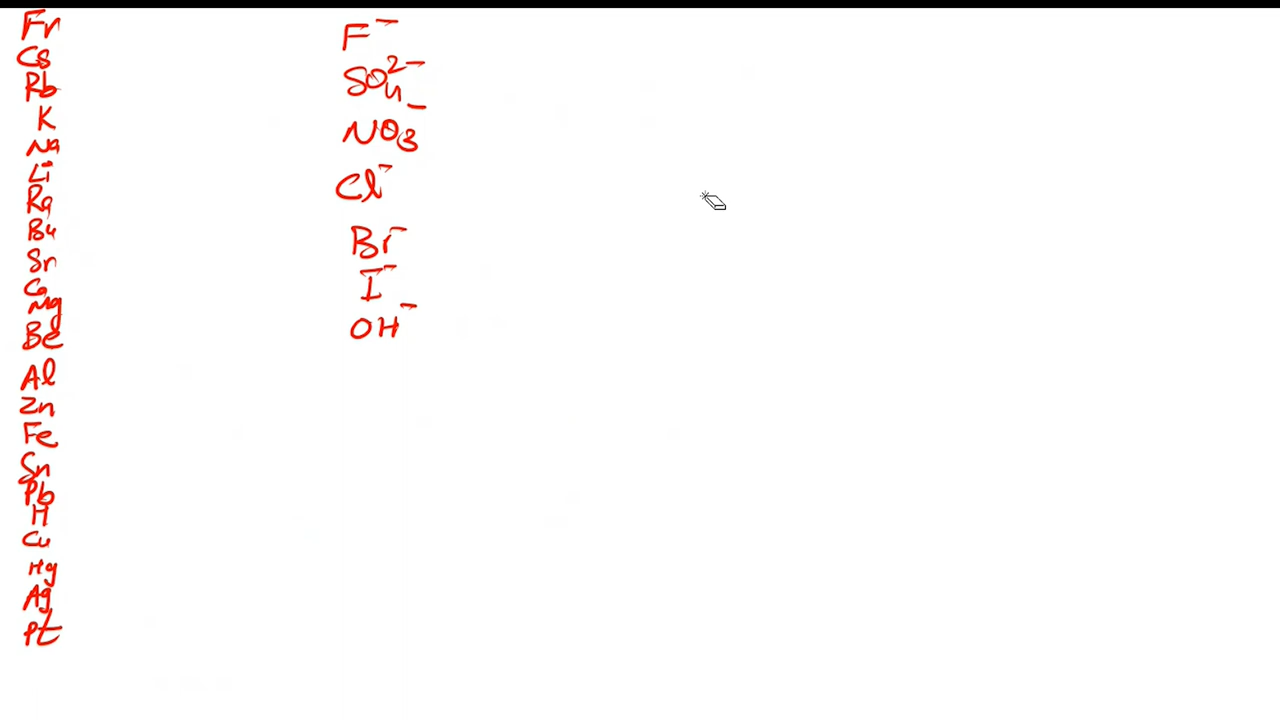 Fr
Cs
Rb
K
Na
Li
Ra
Ba
Sr
Ca
Mg
Be
Al
Zn
Fe
Sn
Pb
H
Cu
Hg
Ag
Pt
F⁻
SO₄²⁻
NO₃⁻
Cl⁻
Br⁻
I⁻
OH⁻